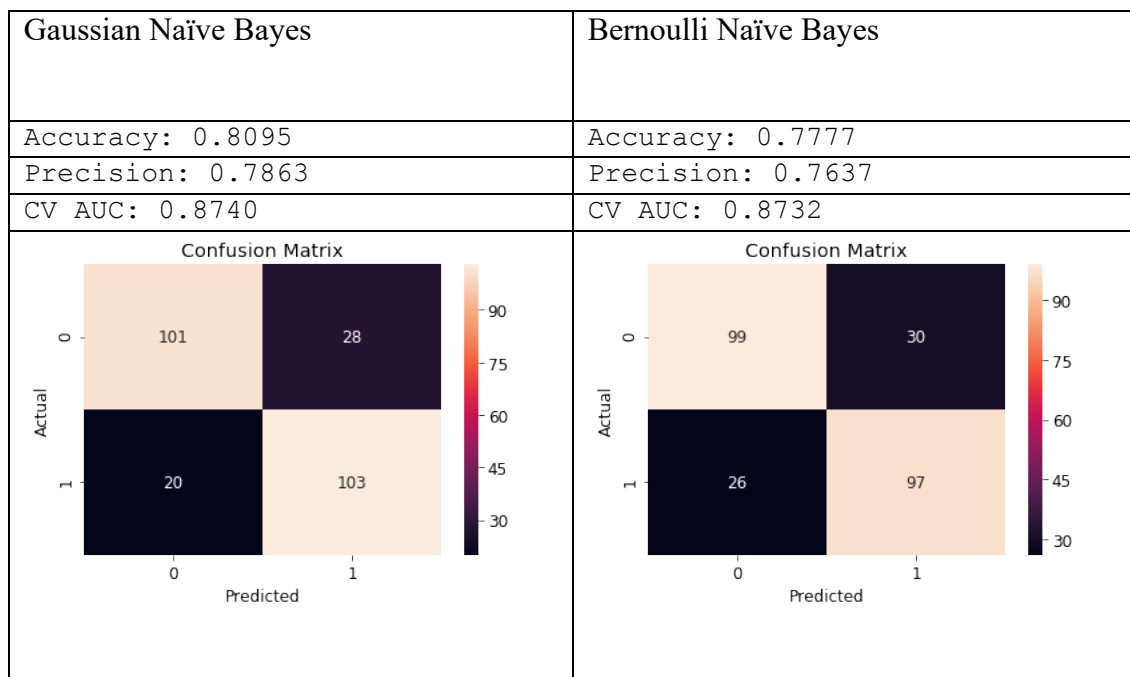 Gaussian Naïve Bayes
Bernoulli Naïve Bayes
Accuracy: 0.8095
Accuracy: 0.7777
Precision: 0.7863
Precision: 0.7637
CV AUC: 0.8740
CV AUC: 0.8732
Confusion Matrix
0
1
Actual
101
28
20
103
0
1
Predicted
90
75
60
45
30
Confusion Matrix
0
1
Actual
99
30
26
97
0
1
Predicted
90
75
60
45
30